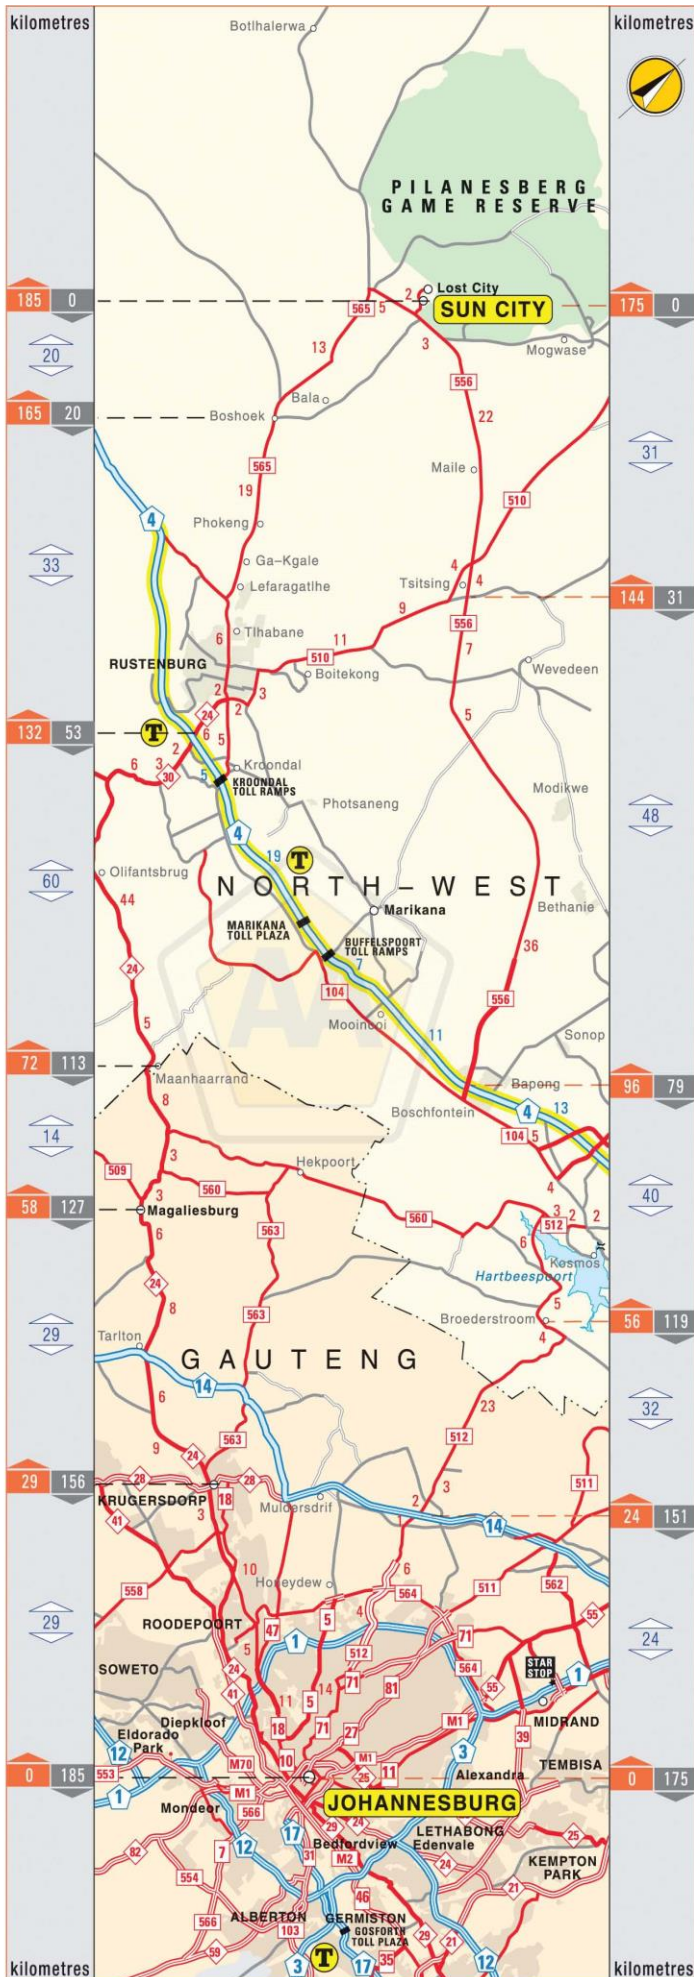 kilometres
kilometres
Botlhalerwa
PILANESBERG
GAME RESERVE
2
Lost City
185 0
SUN CITY
175 0
565
5
3
20
13
Mogwase
556
Bala
22
165 20
Boshoek
31
565
Maile
19
510
4
Phokeng
33
Ga-Kgale
4
Lefaragatlhe
Tsitsing
4
144 31
9
6
Tlhabane
11
556
510
7
RUSTENBURG
Boitekong
Wevedeen
2
3
24
2
5
132 53
T
6
5
2
6
3
30
5
Kroondal
KROONDAL
TOLL RAMPS
Modikwe
Photsaneng
48
4
19
T
60
Olifantsbrug
NORTH-WEST
44
Marikana
Bethanie
MARIKANA
TOLL PLAZA
BUFFELSPOORT
TOLL RAMPS
36
7
24
104
556
AA
Mooinooi
5
11
Sonop
72 113
Maanhaarrand
Bapong
96 79
8
Boschfontein
4
13
14
104
5
3
509
Hekpoort
4
40
3
560
58 127
Magaliesburg
560
3
512
2
2
6
563
6
Kosmos
24
Hartbeespoort
8
563
5
29
Tarlton
Broederstroom
56 119
4
GAUTENG
14
6
23
32
563
512
9
24
511
29 156
28
28
3
KRUGERSDORP
18
Muldersdrif
2
24 151
3
14
41
10
6
558
Honeydew
564
511
562
4
55
29
ROODEPOORT
47
5
512
71
24
5
1
564
STAR
STOP
SOWETO
24
71
81
55
1
41
11
5
14
Diepkloof
18
71
27
M1
MIDRAND
Eldorado
Park
12
M70
10
3
39
M1
TEMBISA
0 185
553
25
11
Alexandra
0 175
1
M1
JOHANNESBURG
Mondeor
566
17
29
24
LETHABONG
12
Bedfordview
Edenvale
25
82
7
31
M2
24
KEMPTON
PARK
554
46
21
566
ALBERTON
GERMISTON
103
GOSFORTH
TOLL PLAZA
29
59
21
3
T
17
35
12
kilometres
kilometres